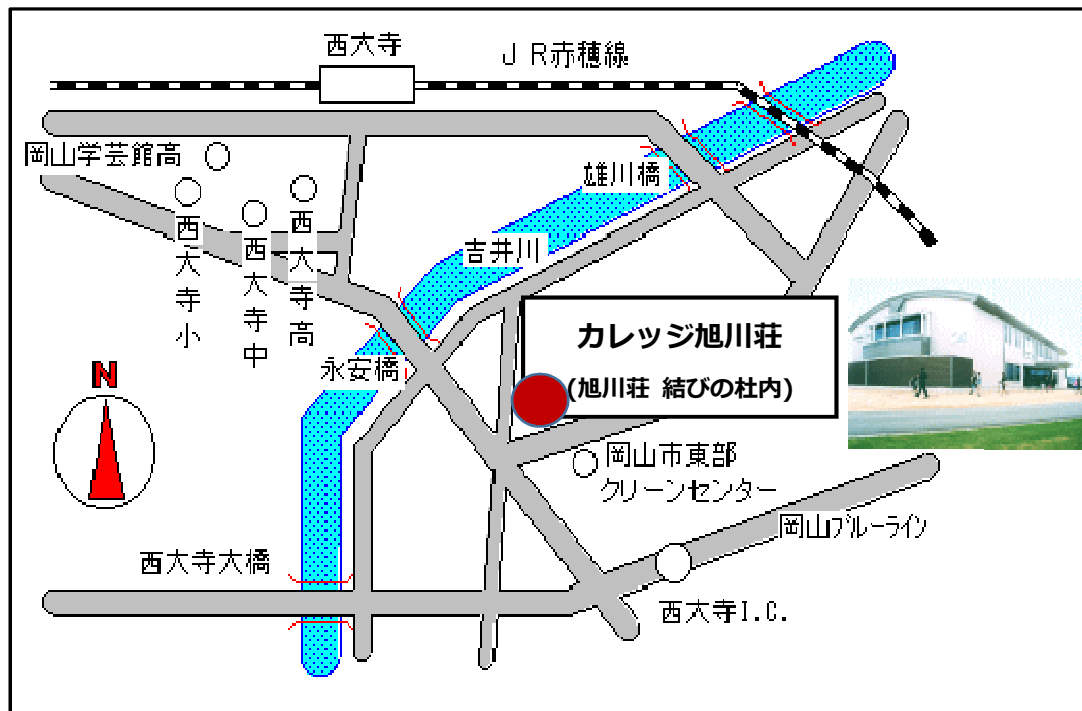 西大寺
ＪＲ赤穂線
岡山学芸館高
雄川橋
西大寺小
西大寺中
西大寺高
吉井川
カレッジ旭川荘
(旭川荘 結びの杜内)
永安橋
N
岡山市東部
クリーンセンター
岡山ブルーライン
西大寺大橋
西大寺I.C.